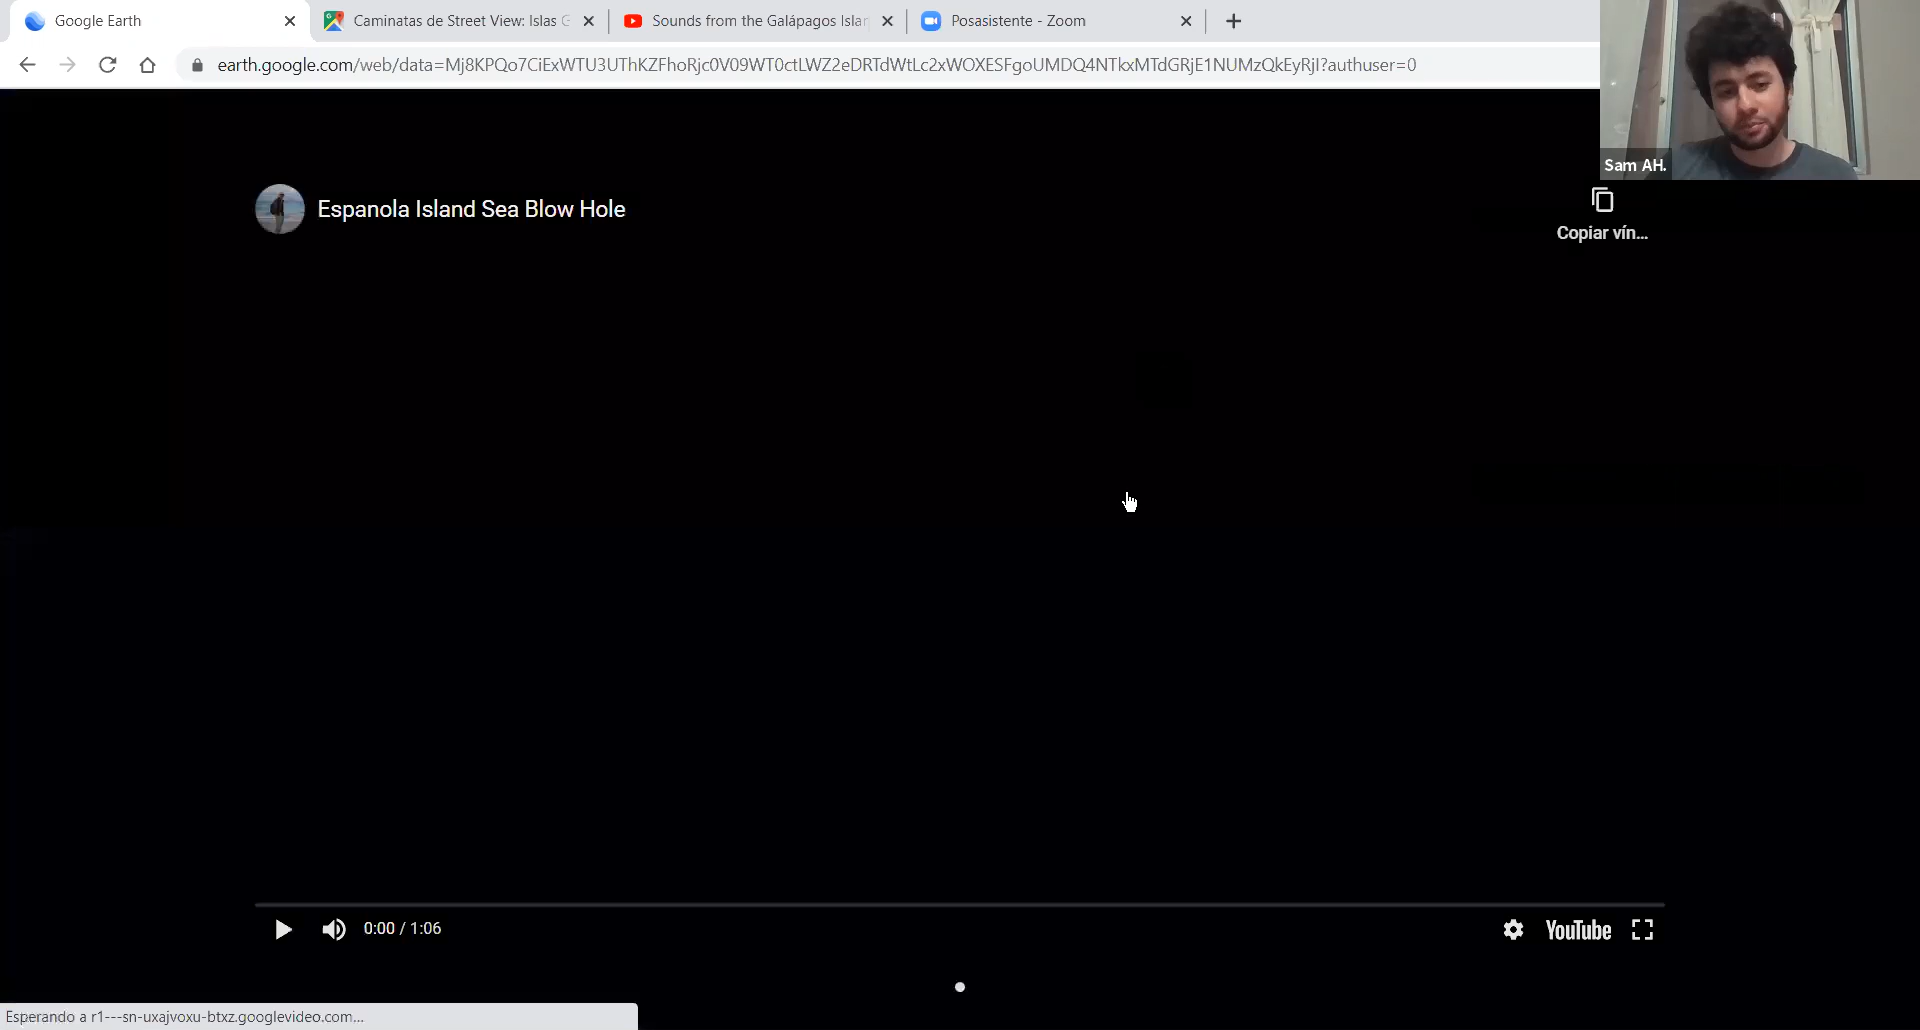 Google Earth
Caminatas de Street View: Islas G
Sounds from the Galápagos Islan
Posasistente - Zoom
earth.google.com/web/data=Mj8KPQo7CiExWTU3UThKZFhoRjc0V09WT0ctLWZ2eDRTdWtLc2xWOXESFgoUMDQ4NTkxMTdGRjE1NUMzQkEyRjI?authuser=0
Sam AH.
Espanola Island Sea Blow Hole
Copiar vín...
0:00 / 1:06
YouTube
Esperando a r1---sn-uxajvoxu-btxz.googlevideo.com...